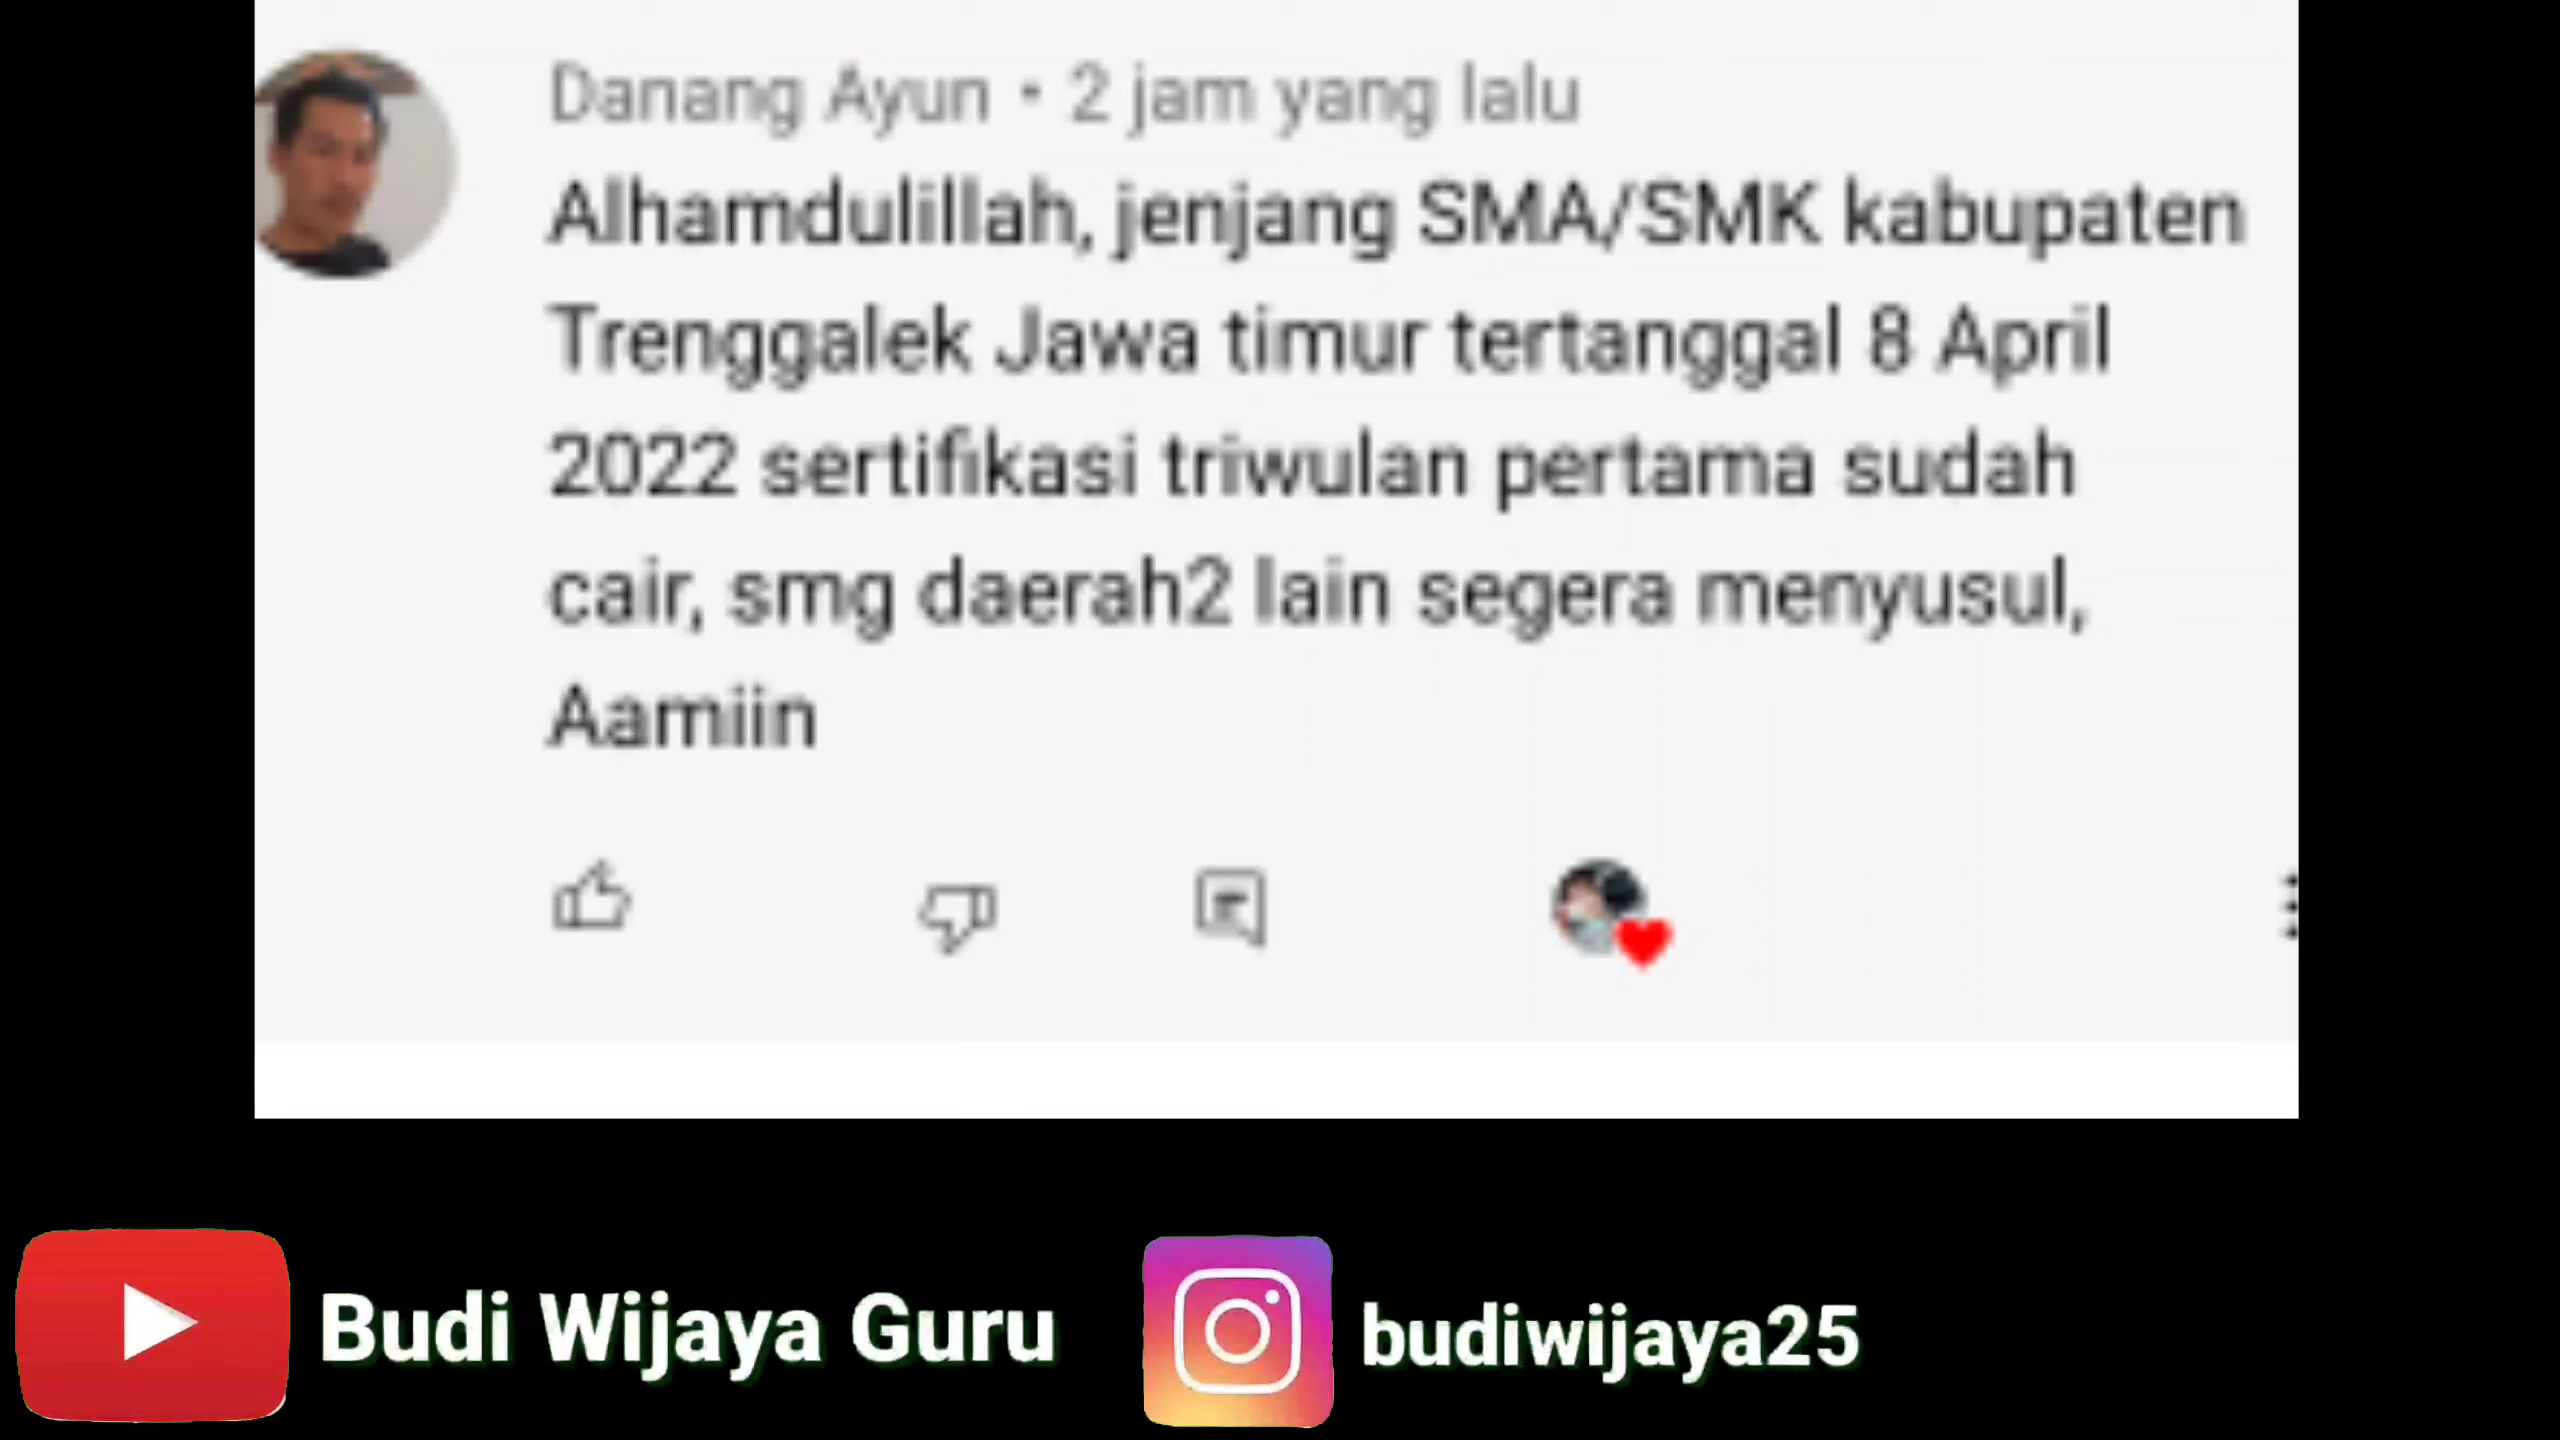 Danang Ayun • 2 jam yang lalu
Alhamdulillah, jenjang SMA/SMK kabupaten
Trenggalek Jawa timur tertanggal 8 April
2022 sertifikasi triwulan pertama sudah
cair, smg daerah2 lain segera menyusul,
Aamiin
Budi Wijaya Guru
budiwijaya25